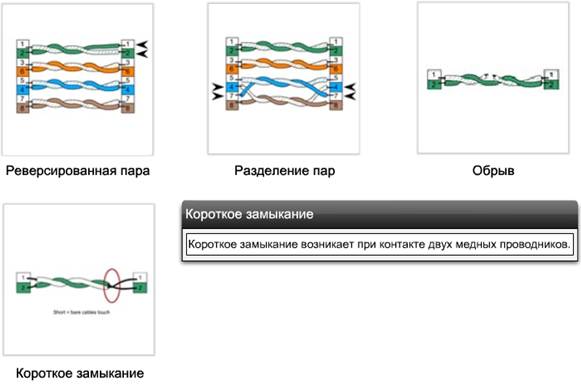 1 1
2 2
3 3
6 6
5 5
4 4
7 7
8 8
1 1
2 2
3 3
6 6
5 5
4 4
7 7
8 8
1 1
2 2
Реверсированная пара
Разделение пар
Обрыв
1 1
2 2
Short = bare cables touch
Короткое замыкание
Короткое замыкание
Короткое замыкание возникает при контакте двух медных проводников.